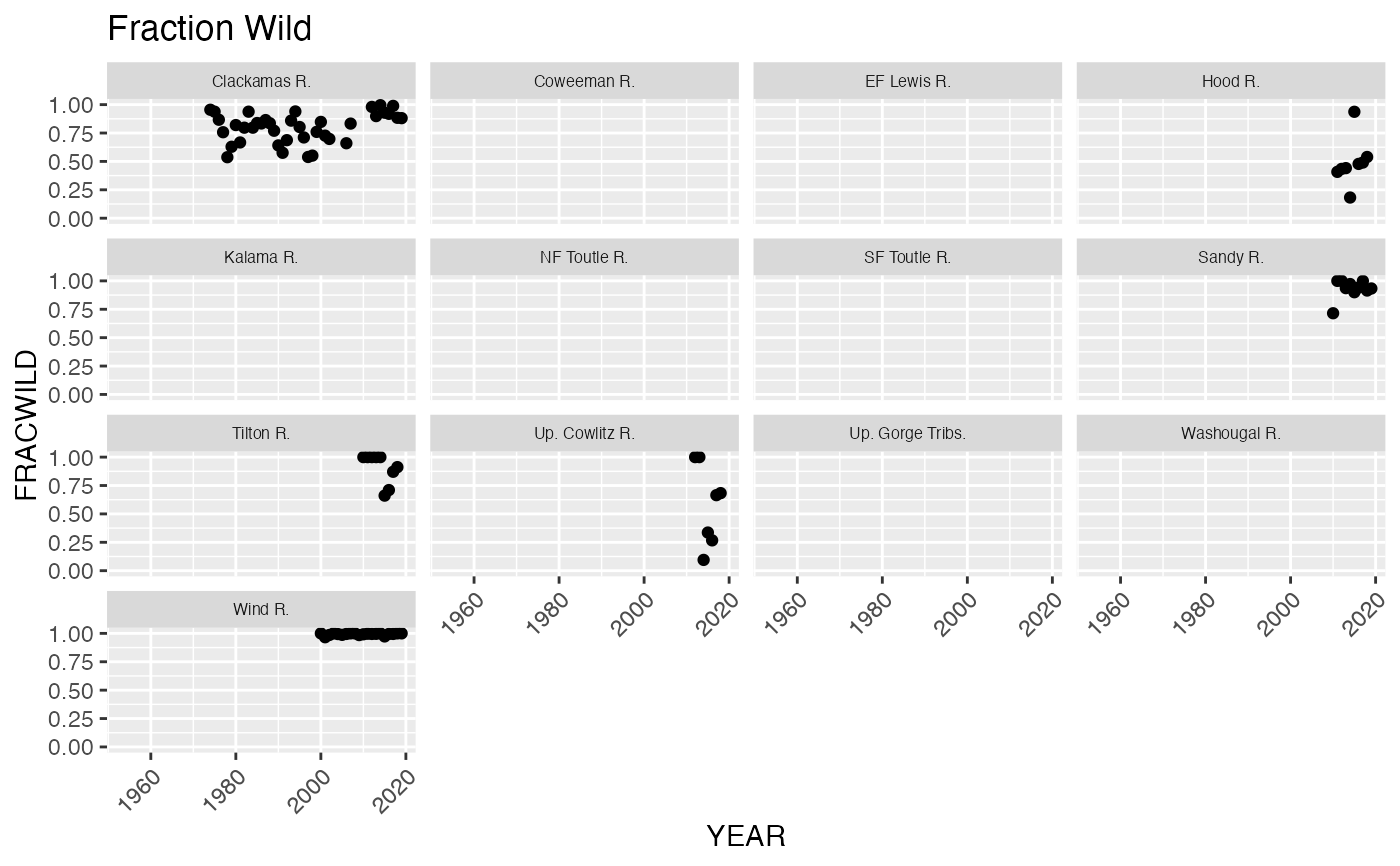 Fraction Wild
Clackamas R. Coweeman R. EF Lewis R. Hood R.
1.00
0.75
0.50
0.25
0.00
Kalama R. NF Toutle R. SF Toutle R. Sandy R.
1.00
0.75
0.50
0.25
0.00
FRACWILD
Tilton R. Up. Cowlitz R. Up. Gorge Tribs. Washougal R.
1.00
0.75
0.50
0.25
0.00
1960 1980 2000 2020 1960 1980 2000 2020 1960 1980 2000 2020
Wind R.
1.00
0.75
0.50
0.25
0.00
1960 1980 2000 2020
YEAR